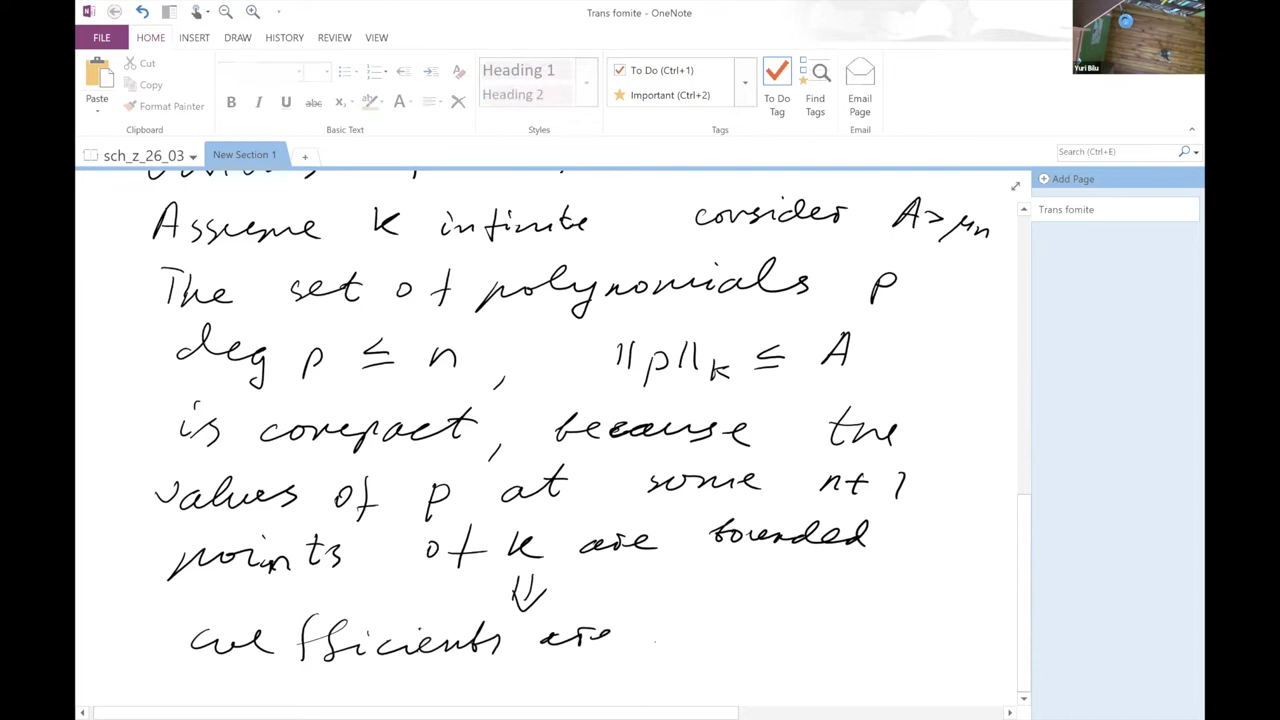 Trans fomite - OneNote
FILE HOME INSERT DRAW HISTORY REVIEW VIEW
Paste
Cut
Copy
Format Painter
Clipboard
B I U abc
Basic Text
Heading 1
Heading 2
Styles
To Do (Ctrl+1)
Important (Ctrl+2)
To Do Tag
Find Tags
Tags
Email Page
Email
Yuri Bilu
sch_z_26_03
New Section 1
Search (Ctrl+E)
Add Page
Trans fomite
Assume K infinite consider A > μn
The set of polynomials p
deg p ≤ n, ||p||K ≤ A
is compact, because the
values of p at some n+1
points of K are bounded
⇓
coefficients are